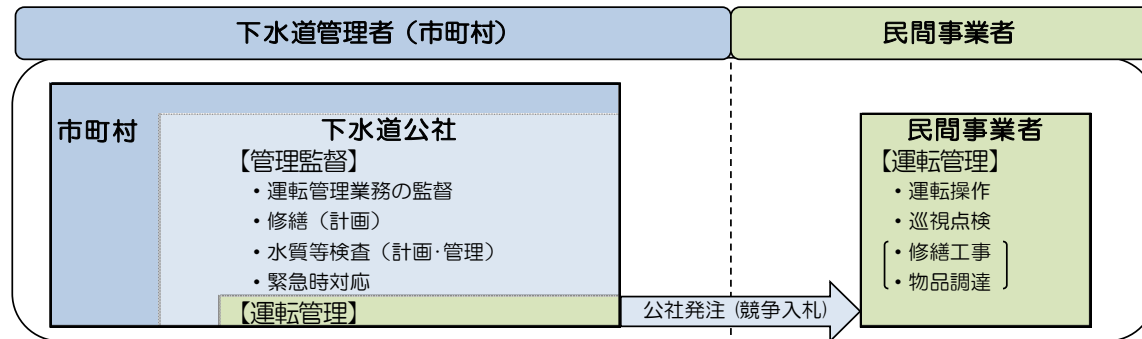 下水道管理者（市町村）
民間事業者
市町村
下水道公社
【管理監督】
・運転管理業務の監督
・修繕（計画）
・水質等検査（計画・管理）
・緊急時対応
【運転管理】
公社発注（競争入札）
民間事業者
【運転管理】
・運転操作
・巡視点検
・修繕工事
・物品調達